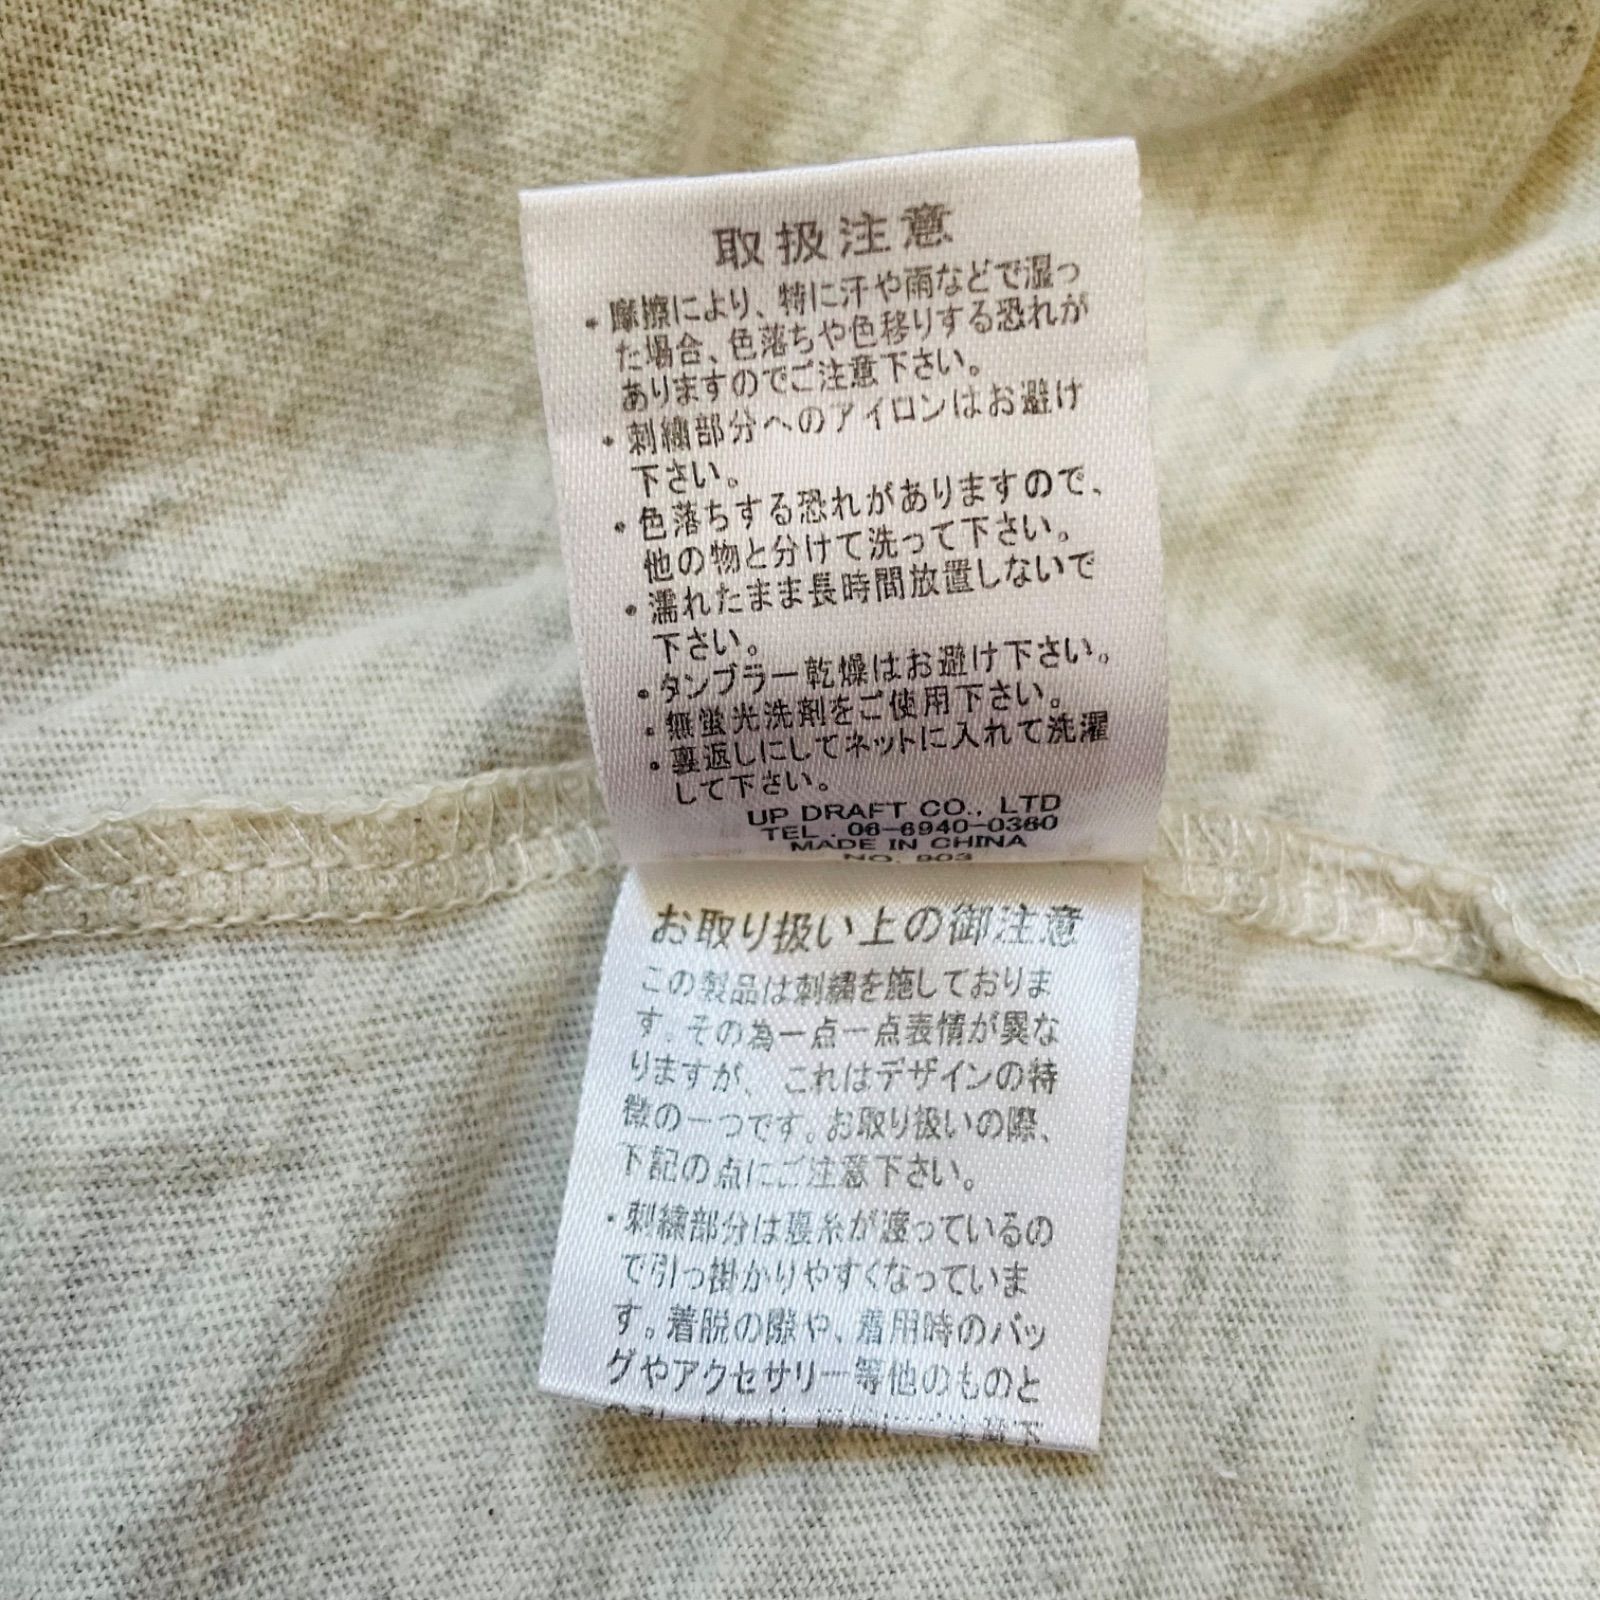 取扱注意
・摩擦により、特に汗や雨などで湿っ
た場合、色落ちや色移りする恐れが
ありますのでご注意下さい。
・刺繍部分へのアイロンはお避け
下さい。
・色落ちする恐れがありますので、
他の物と分けて洗って下さい。
・濡れたまま長時間放置しないで
下さい。
・タンブラー乾燥はお避け下さい。
・無蛍光洗剤をご使用下さい。
・裏返しにしてネットに入れて洗濯
して下さい。
UP DRAFT CO., LTD
TEL . 06-6940-0360
MADE IN CHINA
NO. 903
お取り扱い上の御注意
この製品は刺繍を施しておりま
す。その為一点一点表情が異な
りますが、これはデザインの特
徴の一つです。お取り扱いの際、
下記の点にご注意下さい。
・刺繍部分は裏糸が渡っているの
で引っ掛かりやすくなっていま
す。着脱の際や、着用時のバッ
グやアクセサリー等他のものと